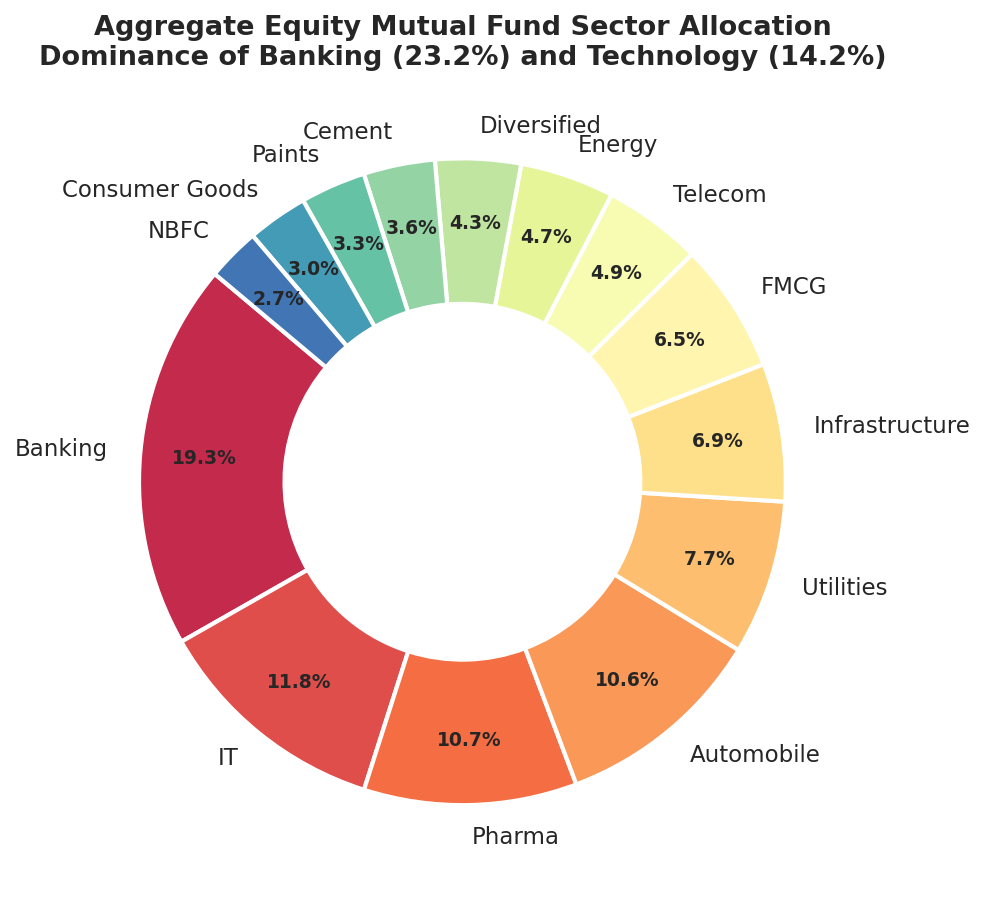 Aggregate Equity Mutual Fund Sector Allocation
Dominance of Banking (23.2%) and Technology (14.2%)
Diversified
Cement
Energy
Paints
Consumer Goods
Telecom
NBFC
FMCG
Infrastructure
Banking
Utilities
IT
Automobile
Pharma
4.3%
3.6%
4.7%
3.3%
3.0%
4.9%
2.7%
6.5%
6.9%
19.3%
7.7%
11.8%
10.6%
10.7%